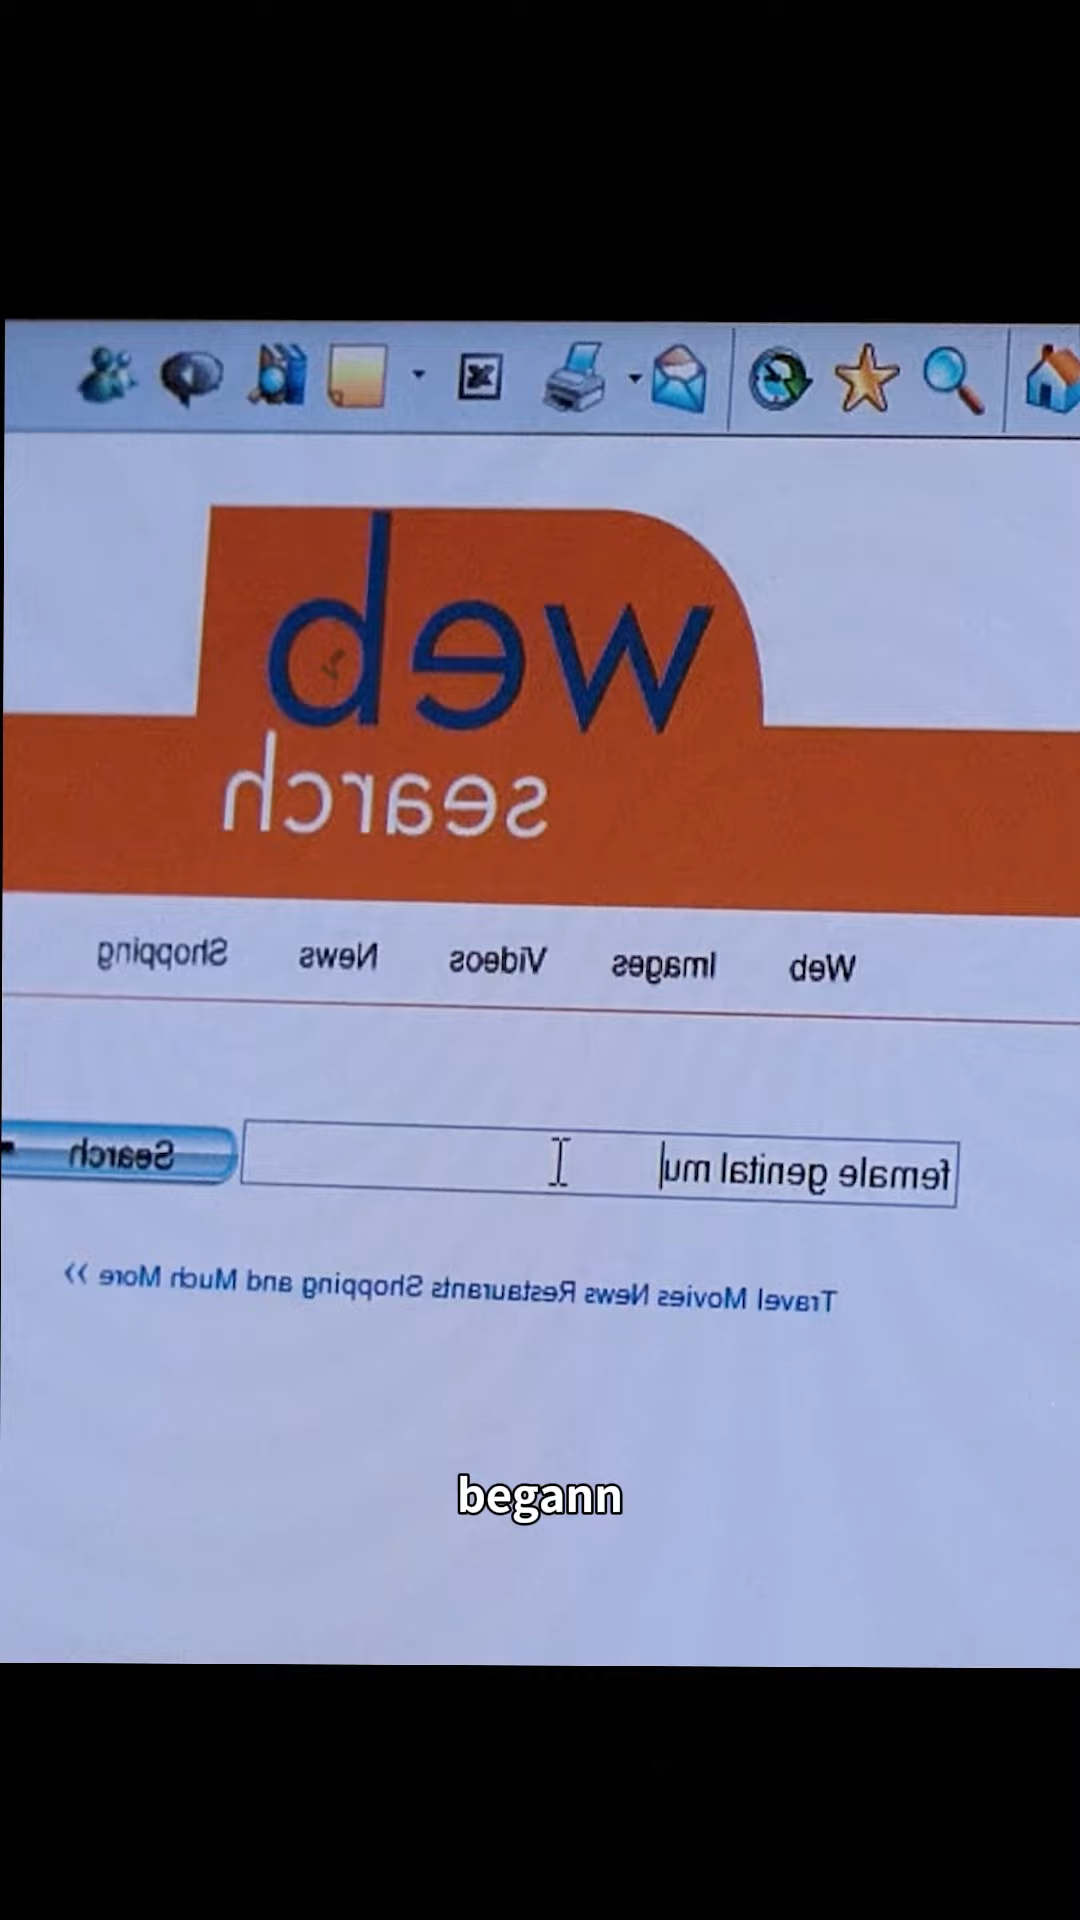 web
search
Web Images Videos News Shopping
female genital mu
Search
Travel Movies News Restaurants Shopping and Much More >>
begann